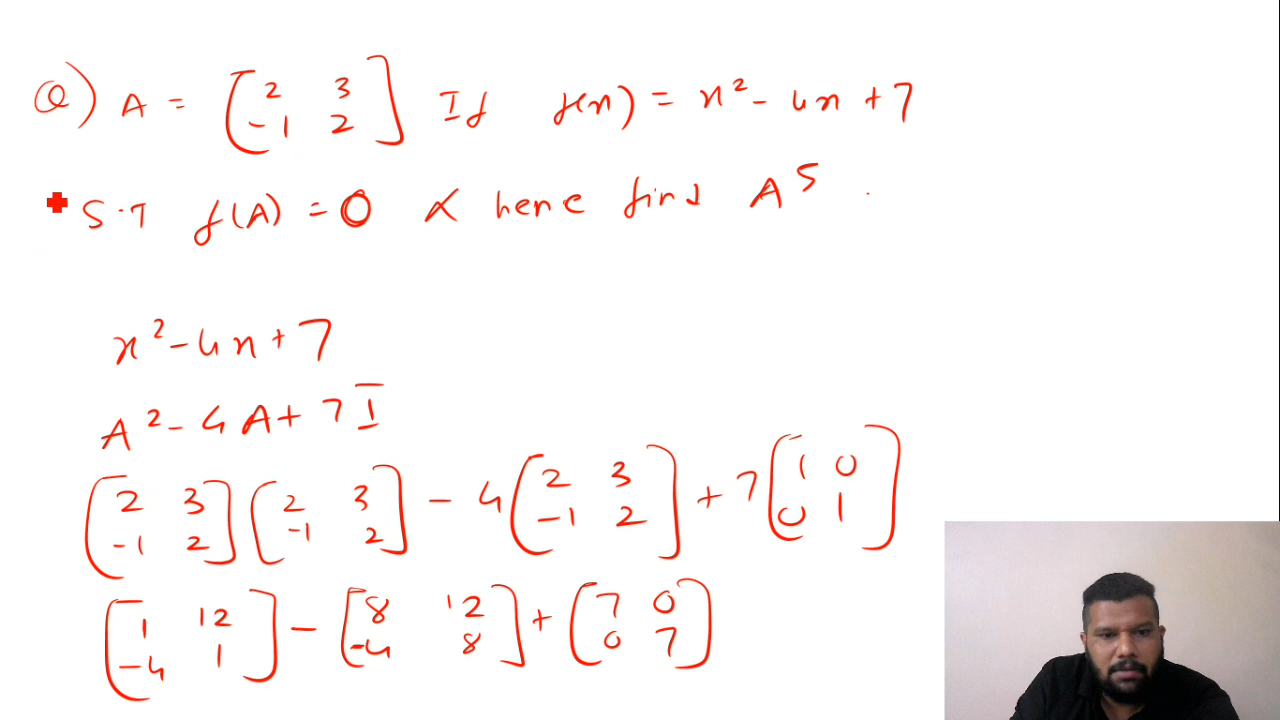 Q) A = [2 3 -1 2] If f(x) = x² - 4x + 7
S.T f(A) = 0 & hence find A⁵.
x² - 4x + 7
A² - 4A + 7I
[2 3 -1 2] [2 3 -1 2] - 4 [2 3 -1 2] + 7 [1 0 0 1]
[1 12 -4 1] - [8 12 -4 8] + [7 0 0 7]